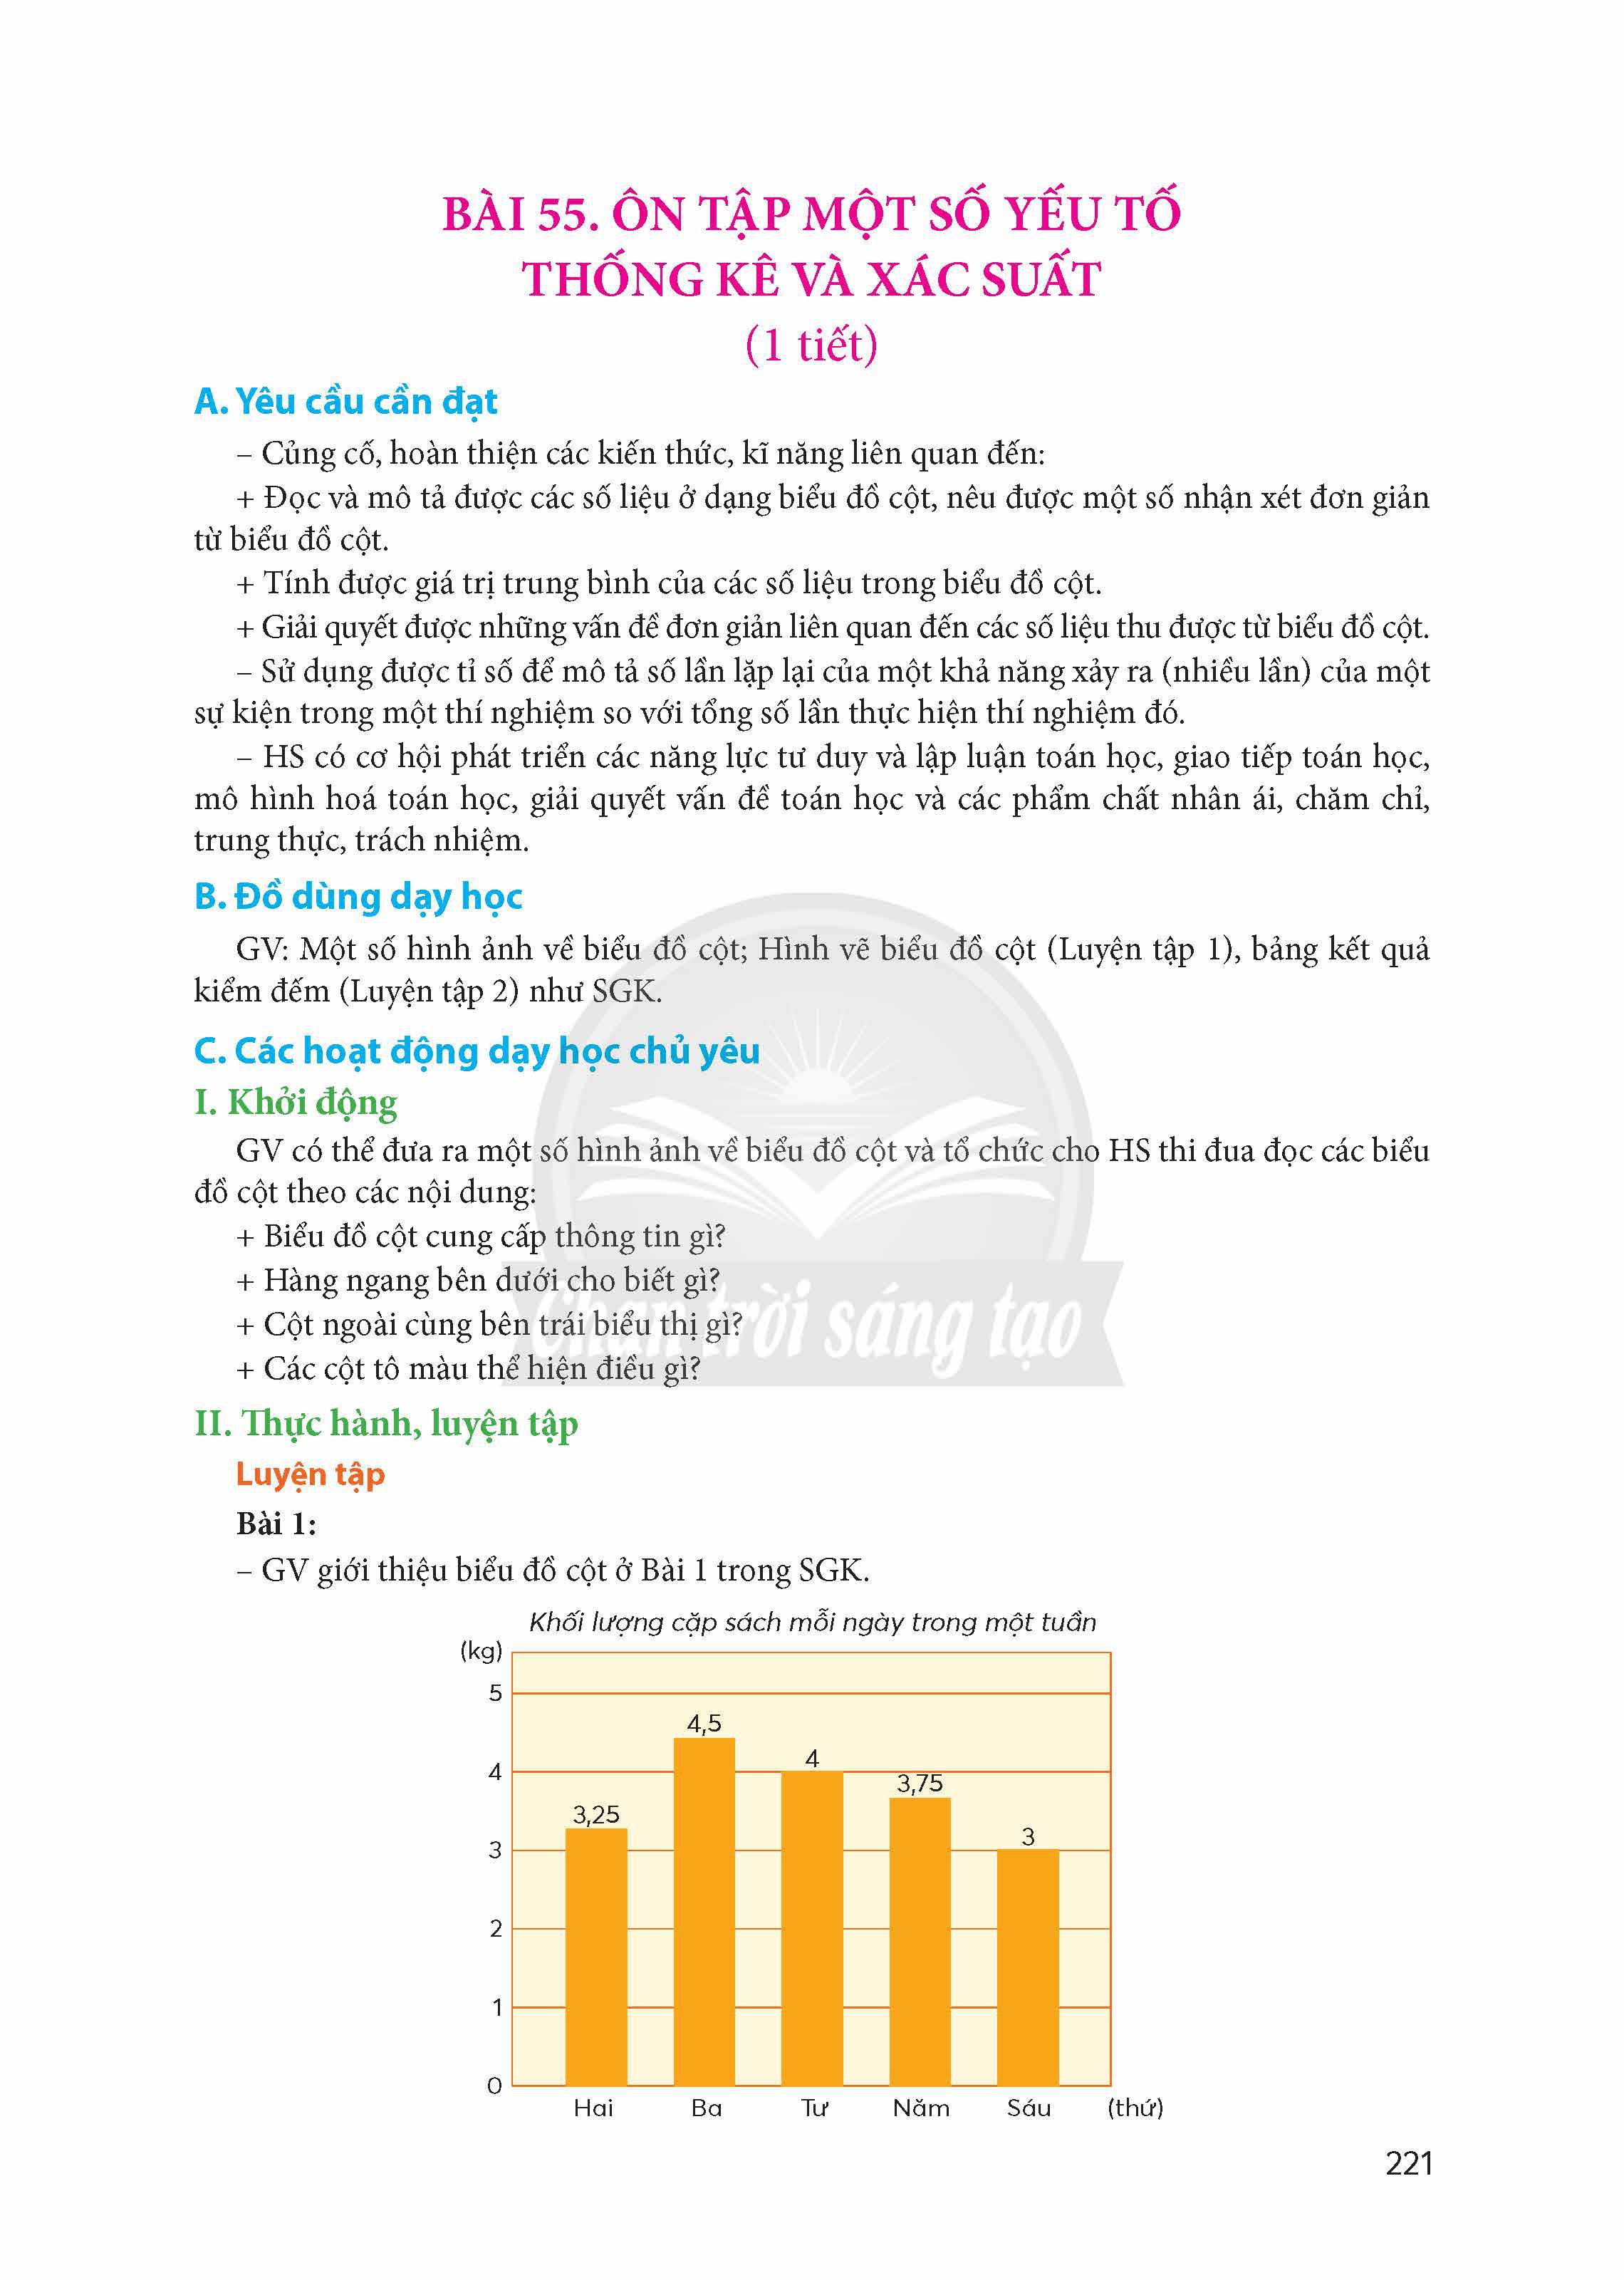 BÀI 55. ÔN TẬP MỘT SỐ YẾU TỐ
THỐNG KÊ VÀ XÁC SUẤT
(1 tiết)
A. Yêu cầu cần đạt
– Củng cố, hoàn thiện các kiến thức, kĩ năng liên quan đến:
+ Đọc và mô tả được các số liệu ở dạng biểu đồ cột, nêu được một số nhận xét đơn giản
từ biểu đồ cột.
+ Tính được giá trị trung bình của các số liệu trong biểu đồ cột.
+ Giải quyết được những vấn đề đơn giản liên quan đến các số liệu thu được từ biểu đồ cột.
– Sử dụng được tỉ số để mô tả số lần lặp lại của một khả năng xảy ra (nhiều lần) của một
sự kiện trong một thí nghiệm so với tổng số lần thực hiện thí nghiệm đó.
– HS có cơ hội phát triển các năng lực tư duy và lập luận toán học, giao tiếp toán học,
mô hình hoá toán học, giải quyết vấn đề toán học và các phẩm chất nhân ái, chăm chỉ,
trung thực, trách nhiệm.
B. Đồ dùng dạy học
GV: Một số hình ảnh về biểu đồ cột; Hình vẽ biểu đồ cột (Luyện tập 1), bảng kết quả
kiểm đếm (Luyện tập 2) như SGK.
C. Các hoạt động dạy học chủ yêu
I. Khởi động
GV có thể đưa ra một số hình ảnh về biểu đồ cột và tổ chức cho HS thi đua đọc các biểu
đồ cột theo các nội dung:
+ Biểu đồ cột cung cấp thông tin gì?
+ Hàng ngang bên dưới cho biết gì?
+ Cột ngoài cùng bên trái biểu thị gì?
+ Các cột tô màu thể hiện điều gì?
Chân trời sáng tạo
II. Thực hành, luyện tập
Luyện tập
Bài 1:
– GV giới thiệu biểu đồ cột ở Bài 1 trong SGK.
Khối lượng cặp sách mỗi ngày trong một tuần
(kg)
5
4,5
4
4
3,75
3,25
3
3
2
1
0
Hai Ba Tư Năm Sáu (thứ)
221